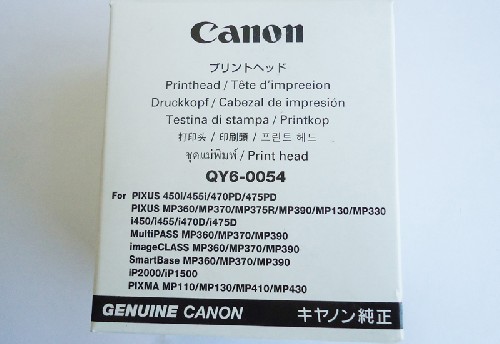 Canon
プリントヘッド
Printhead / Tête d'impreeion
Druckkopf / Cabezal de impresión
Testina di stampa / Printkop
打印头 / 印刷頭 / 프린트 헤드
ชุดแม่พิมพ์ / Print head
QY6-0054
For PIXUS 450i/455i/470PD/475PD
PIXUS MP360/MP370/MP375R/MP390/MP130/MP330
i450/i455/i470D/i475D
MultiPASS MP360/MP370/MP390
imageCLASS MP360/MP370/MP390
SmartBase MP360/MP370/MP390
iP2000/iP1500
PIXMA MP110/MP130/MP410/MP430
GENUINE CANON キヤノン純正